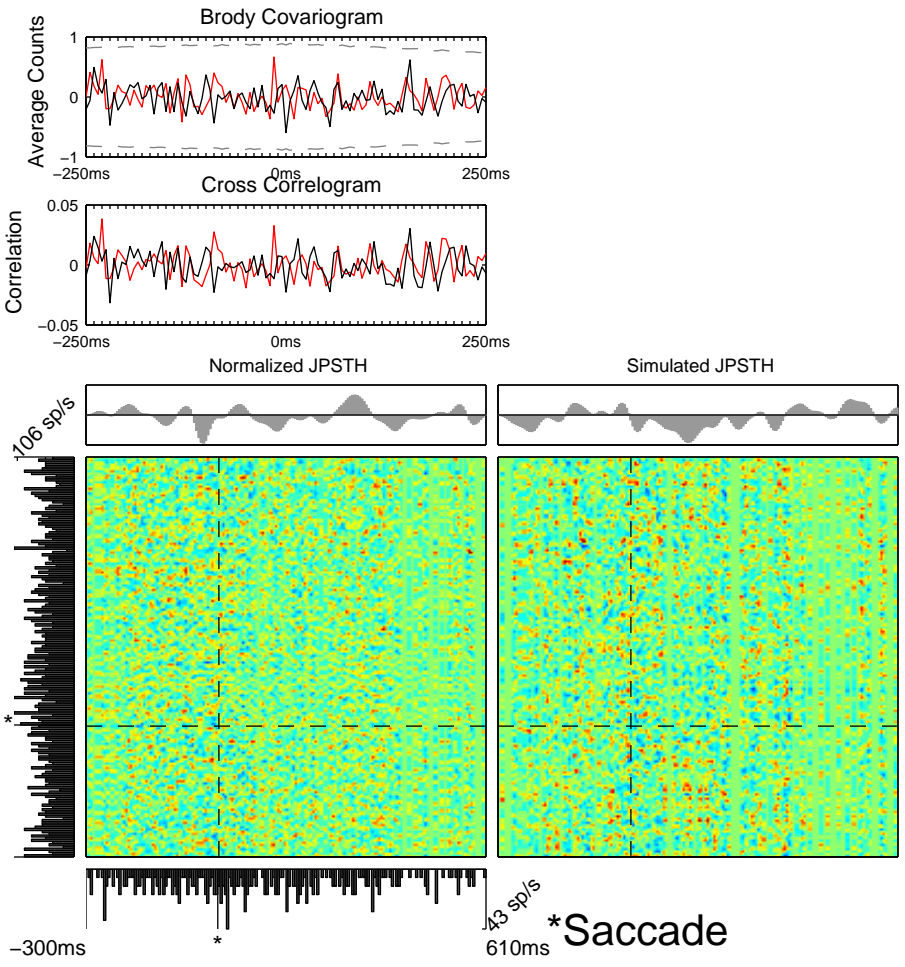 Brody Covariogram
Average Counts
1
0
−1
−250ms
0ms
250ms
Cross Correlogram
Correlation
0.05
0
−0.05
−250ms
0ms
250ms
Normalized JPSTH
Simulated JPSTH
106 sp/s
*
43 sp/s
*
−300ms
610ms
*Saccade